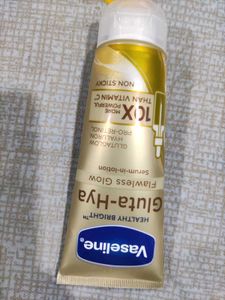 Vaseline.
HEALTHY BRIGHT™
Gluta-Hya
Flawless Glow
Serum-in-lotion
GLUTAGLOW
HYALURON
PRO-RETINOL
10X
MORE
POWERFUL
THAN VITAMIN C*
NON STICKY